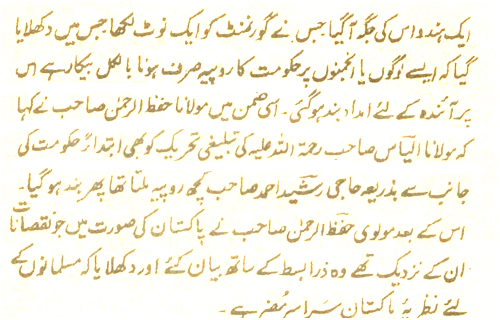 ایک ہندو اس کی جگہ آ گیا جس نے گورنمنٹ کو ایک نوٹ لکھا جس میں دکھلایا
گیا کہ ایسے لوگوں یا انجمنوں پر حکومت کا روپیہ صرف ہونا بالکل بیکار ہے اس
پر آئندہ کے لئے امداد بند ہو گئی۔ اسی ضمن میں مولانا حفظ الرحمٰن صاحب نے کہا
کہ مولانا الیاس صاحب رحمۃ اللہ علیہ کی تبلیغی تحریک کو بھی ابتداءً حکومت کی
جانب سے بذریعہ حاجی رشید احمد صاحب کچھ روپیہ ملتا تھا پھر بند ہو گیا۔
اس کے بعد مولوی حفظ الرحمٰن صاحب نے پاکستان کی صورت میں جو نقصانات
ان کے نزدیک تھے وہ ذرا بسط کے ساتھ بیان کئے اور دکھلایا کہ مسلمانوں کے
لئے نظریۂ پاکستان سراسر مُضر ہے۔